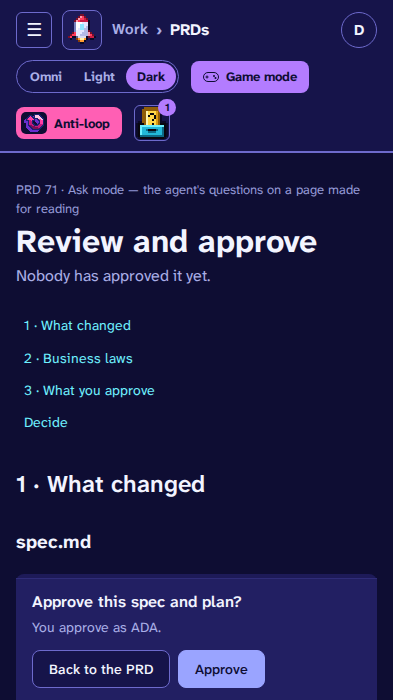 Work › PRDs
D
Omni Light Dark
Game mode
Anti-loop
1
PRD 71 · Ask mode — the agent's questions on a page made
for reading
Review and approve
Nobody has approved it yet.
1 · What changed
2 · Business laws
3 · What you approve
Decide
1 · What changed
spec.md
Approve this spec and plan?
You approve as ADA.
Back to the PRD
Approve